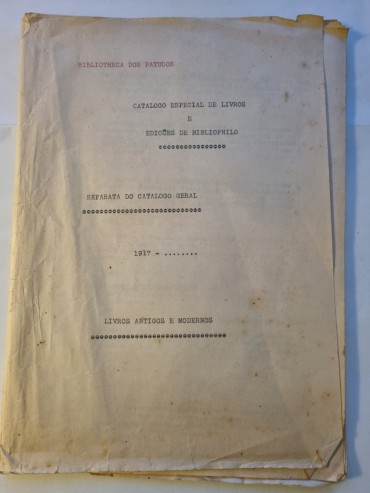 BIBLIOTHECA DOS PATUDOS
CATALOGO ESPECIAL DE LIVROS
E
EDIÇÕES DE BIBLIOPHILO
SEPARATA DO CATALOGO GERAL
1917 - ........
LIVROS ANTIGOS E MODERNOS